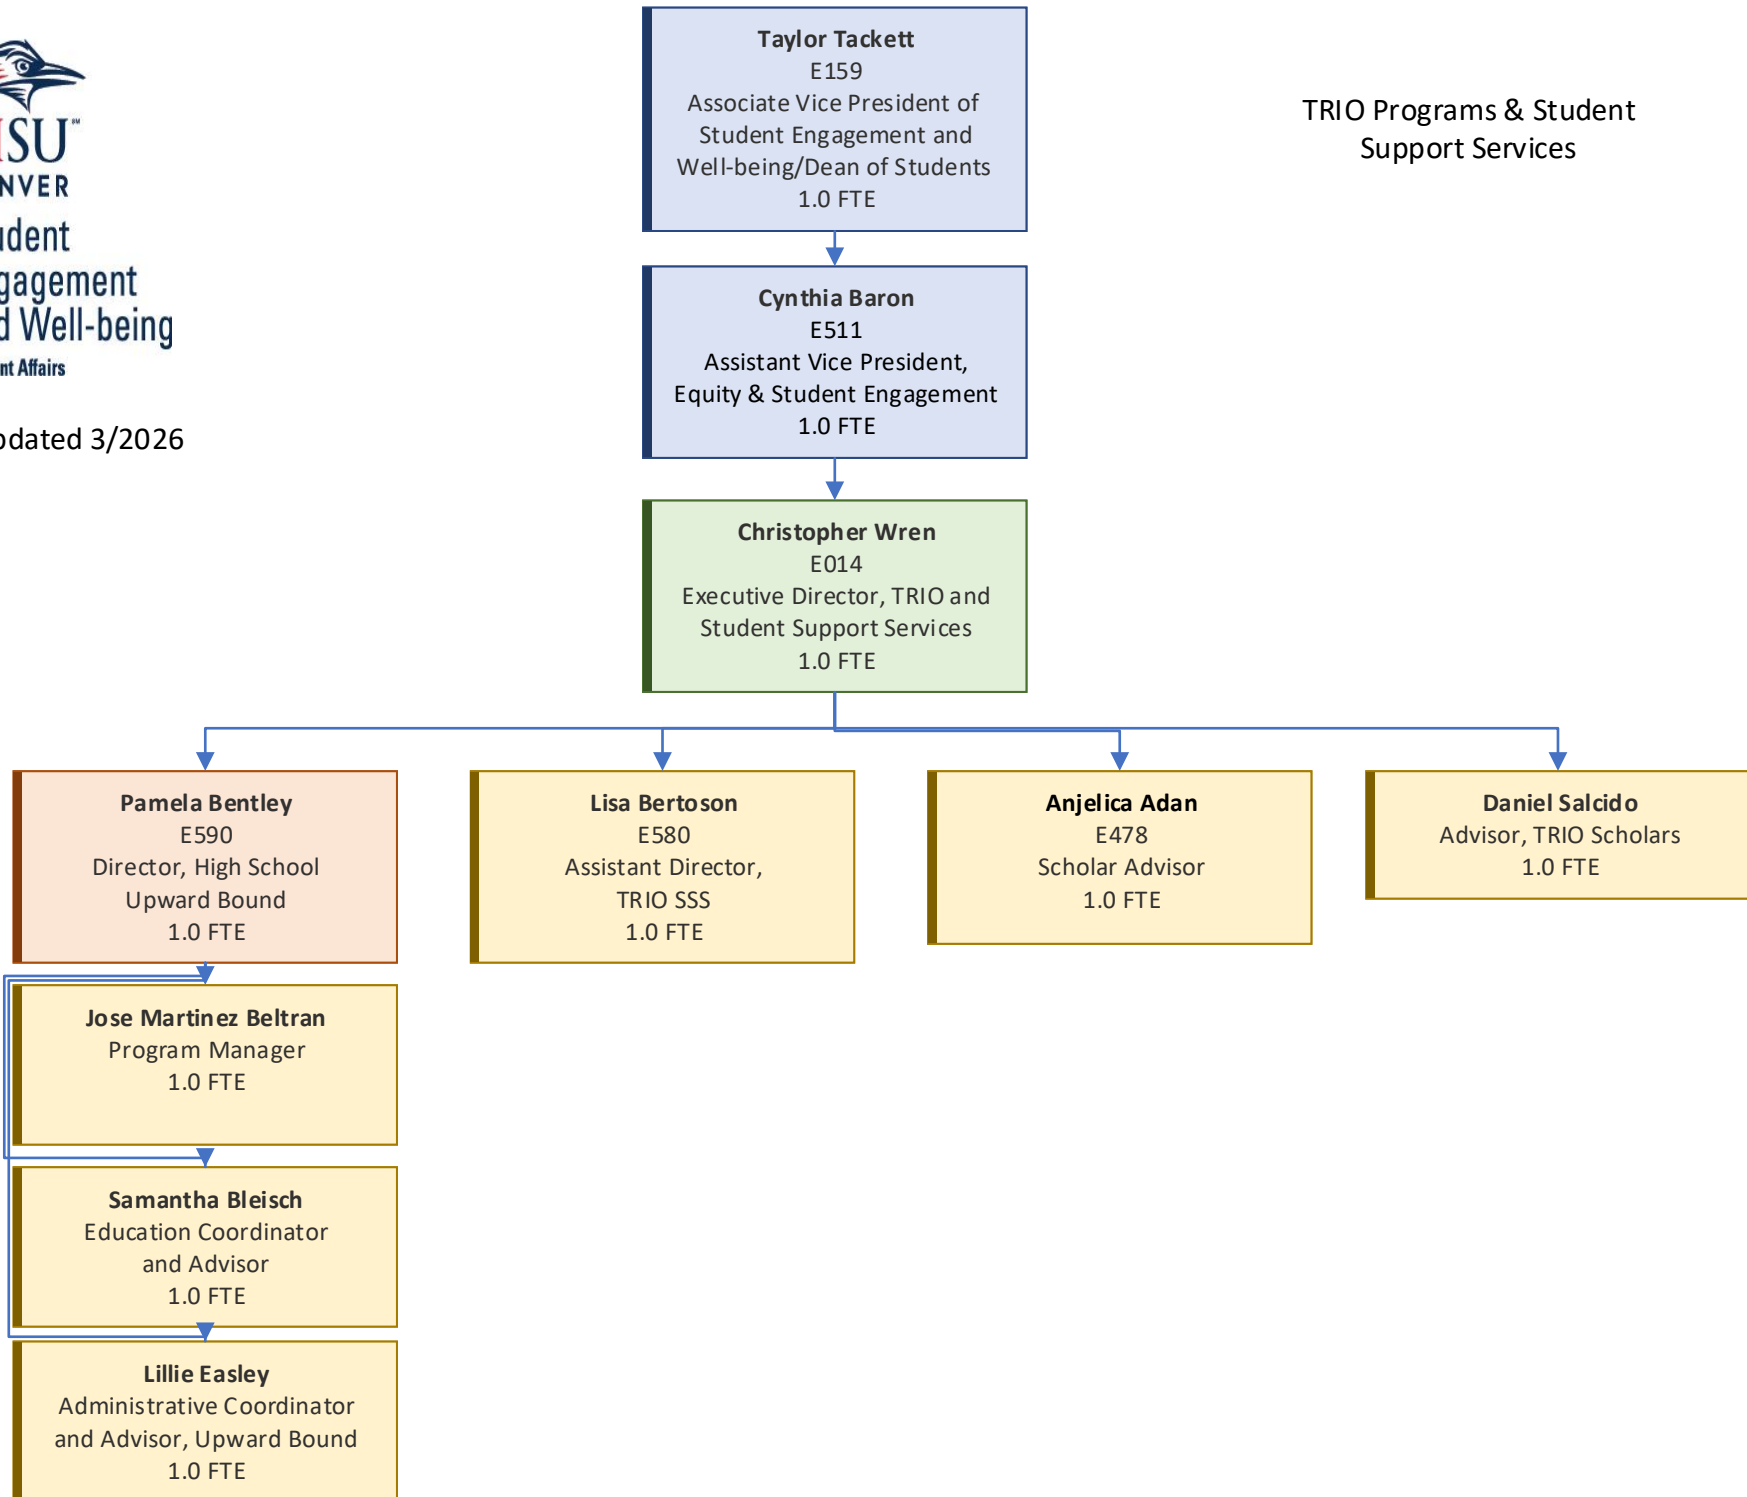 SU
NVER
udent
gagement
d Well-being
nt Affairs
pdated 3/2026
Taylor Tackett
E159
Associate Vice President of
Student Engagement and
Well-being/Dean of Students
1.0 FTE
TRIO Programs & Student
Support Services
Cynthia Baron
E511
Assistant Vice President,
Equity & Student Engagement
1.0 FTE
Christopher Wren
E014
Executive Director, TRIO and
Student Support Services
1.0 FTE
Pamela Bentley
E590
Director, High School
Upward Bound
1.0 FTE
Lisa Bertoson
E580
Assistant Director,
TRIO SSS
1.0 FTE
Anjelica Adan
E478
Scholar Advisor
1.0 FTE
Daniel Salcido
Advisor, TRIO Scholars
1.0 FTE
Jose Martinez Beltran
Program Manager
1.0 FTE
Samantha Bleisch
Education Coordinator
and Advisor
1.0 FTE
Lillie Easley
Administrative Coordinator
and Advisor, Upward Bound
1.0 FTE